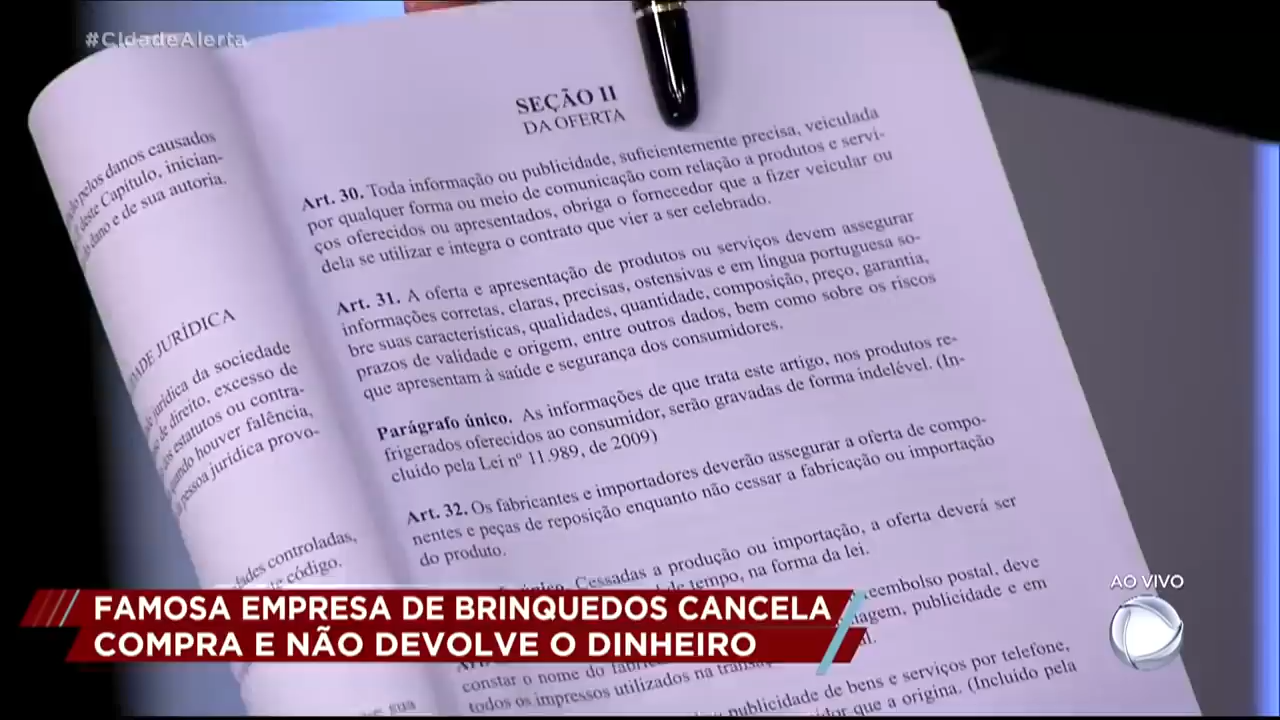 #CIdadeAlerta
pelos danos causados
deste Capítulo, inician-
dano e de sua autoria.
JURÍDICA
jurídica da sociedade
de direito, excesso de
estatutos ou contra-
quando houver falência,
pessoa jurídica provo-
controladas,
código.
sua
SEÇÃO II
DA OFERTA
Art. 30. Toda informação ou publicidade, suficientemente precisa, veiculada
por qualquer forma ou meio de comunicação com relação a produtos e servi-
ços oferecidos ou apresentados, obriga o fornecedor que a fizer veicular ou
dela se utilizar e integra o contrato que vier a ser celebrado.
Art. 31. A oferta e apresentação de produtos ou serviços devem assegurar
informações corretas, claras, precisas, ostensivas e em língua portuguesa so-
bre suas características, qualidades, quantidade, composição, preço, garantia,
prazos de validade e origem, entre outros dados, bem como sobre os riscos
que apresentam à saúde e segurança dos consumidores.
Parágrafo único. As informações de que trata este artigo, nos produtos re-
frigerados oferecidos ao consumidor, serão gravadas de forma indelével. (In-
cluído pela Lei nº 11.989, de 2009)
Art. 32. Os fabricantes e importadores deverão assegurar a oferta de compo-
nentes e peças de reposição enquanto não cessar a fabricação ou importação
do produto.
único. Cessadas a produção ou importação, a oferta deverá ser
de tempo, na forma da lei.
reembolso postal, deve
constar o nome do publicidade e em
todos os impressos utilizados na
publicidade de bens e serviços por telefone,
que a origina. (Incluído pela
FAMOSA EMPRESA DE BRINQUEDOS CANCELA
COMPRA E NÃO DEVOLVE O DINHEIRO
AO VIVO